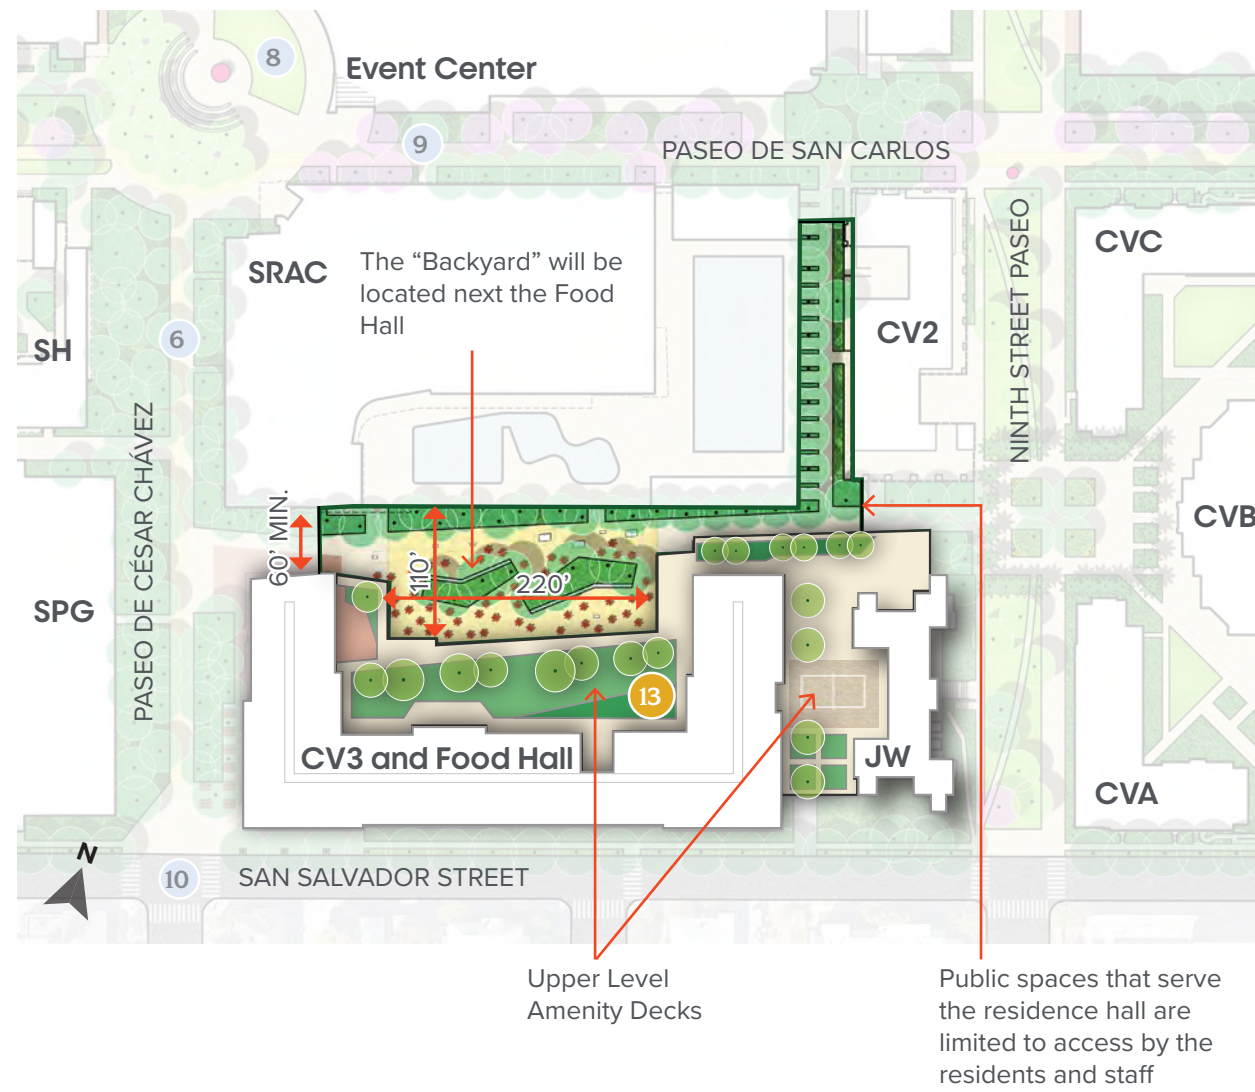 8
Event Center
9
PASEO DE SAN CARLOS
The “Backyard” will be
located next the Food
Hall
SRAC
CVC
NINTH STREET PASEO
6
SH
CV2
PASEO DE CÉSAR CHÁVEZ
60’ MIN.
110’
220’
CVB
SPG
13
CV3 and Food Hall
JW
CVA
N
10
SAN SALVADOR STREET
Upper Level
Amenity Decks
Public spaces that serve
the residence hall are
limited to access by the
residents and staff